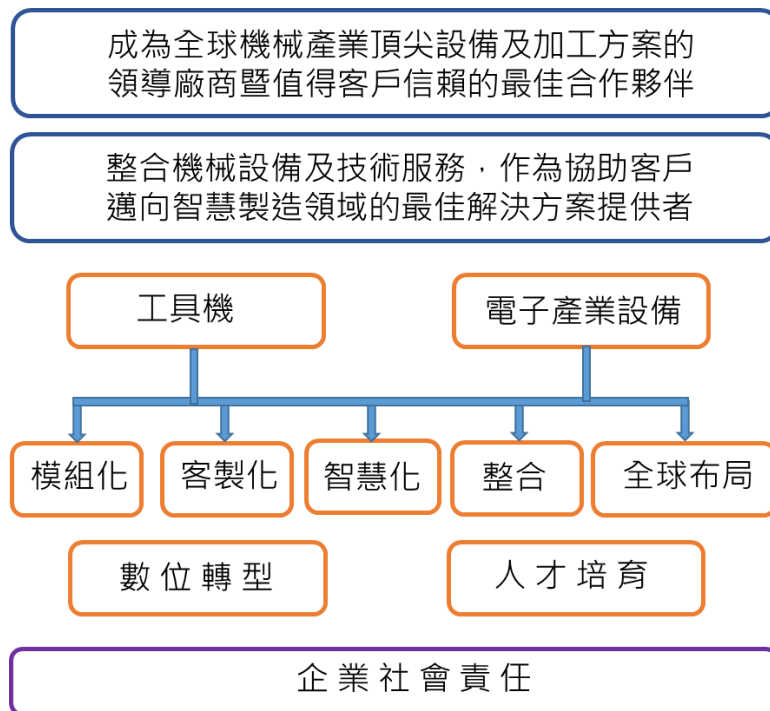 成為全球機械產業頂尖設備及加工方案的
領導廠商暨值得客戶信賴的最佳合作夥伴
整合機械設備及技術服務，作為協助客戶
邁向智慧製造領域的最佳解決方案提供者
工具機
電子產業設備
模組化
客製化
智慧化
整合
全球布局
數位轉型
人才培育
企業社會責任